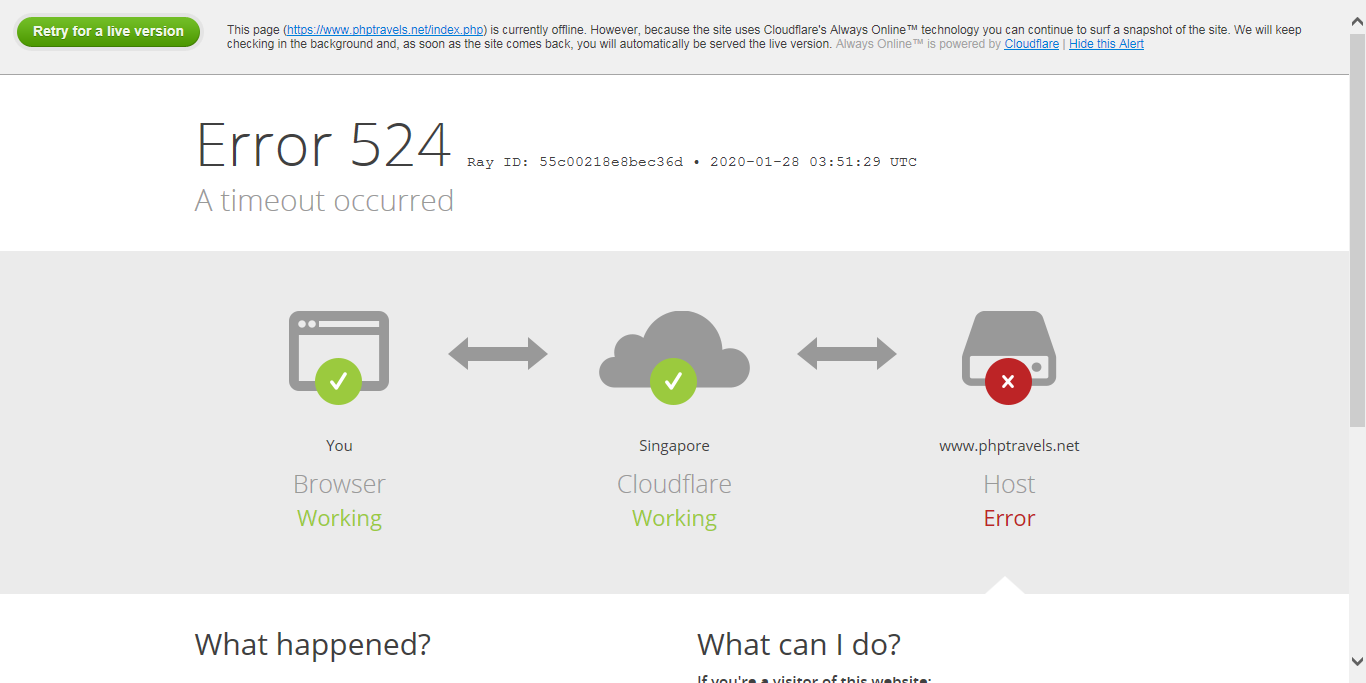 Retry for a live version
This page (https://www.phptravels.net/index.php) is currently offline. However, because the site uses Cloudflare's Always Online™ technology you can continue to surf a snapshot of the site. We will keep
checking in the background and, as soon as the site comes back, you will automatically be served the live version. Always Online™ is powered by Cloudflare | Hide this Alert
Error 524 Ray ID: 55c00218e8bec36d • 2020-01-28 03:51:29 UTC
A timeout occurred
You
Browser
Working
Singapore
Cloudflare
Working
www.phptravels.net
Host
Error
What happened?
What can I do?
If you're a visitor of this website: